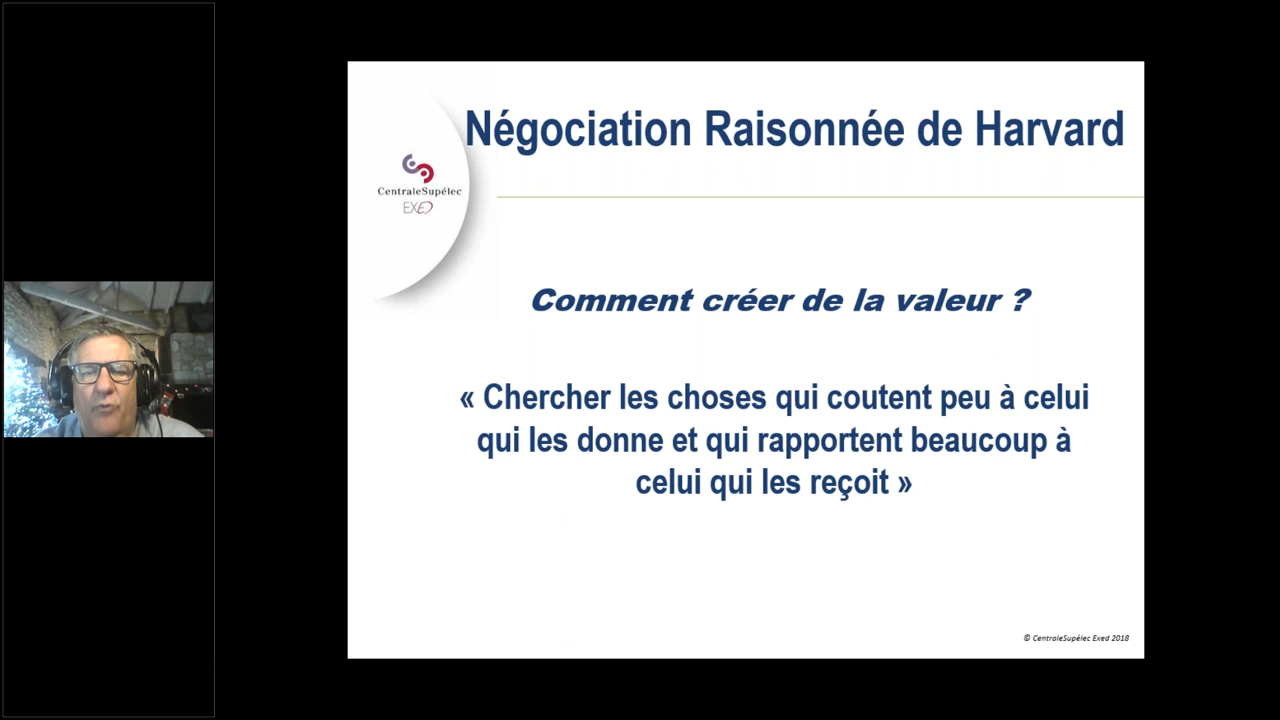 Négociation Raisonnée de Harvard
CentraleSupélec
EXED
Comment créer de la valeur ?
« Chercher les choses qui coutent peu à celui
qui les donne et qui rapportent beaucoup à
celui qui les reçoit »
© CentraleSupélec Exed 2018